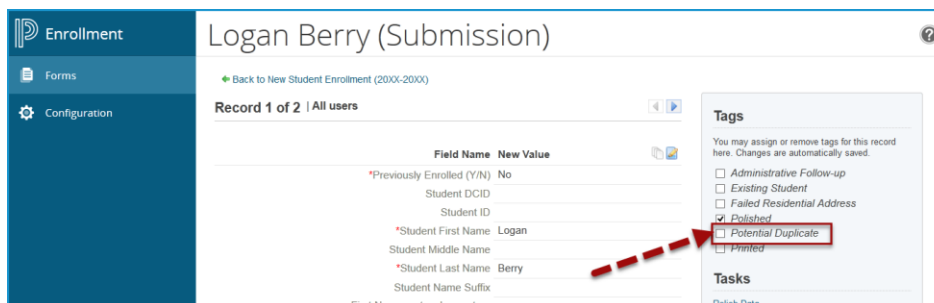 Enrollment
Logan Berry (Submission)
?
Forms
Configuration
Back to New Student Enrollment (20XX-20XX)
Record 1 of 2 | All users
Field Name New Value
*Previously Enrolled (Y/N) No
Student DCID
Student ID
*Student First Name Logan
Student Middle Name
*Student Last Name Berry
Student Name Suffix
Tags
You may assign or remove tags for this record
here. Changes are automatically saved.
Administrative Follow-up
Existing Student
Failed Residential Address
Polished
Potential Duplicate
Printed
Tasks
Polish Data